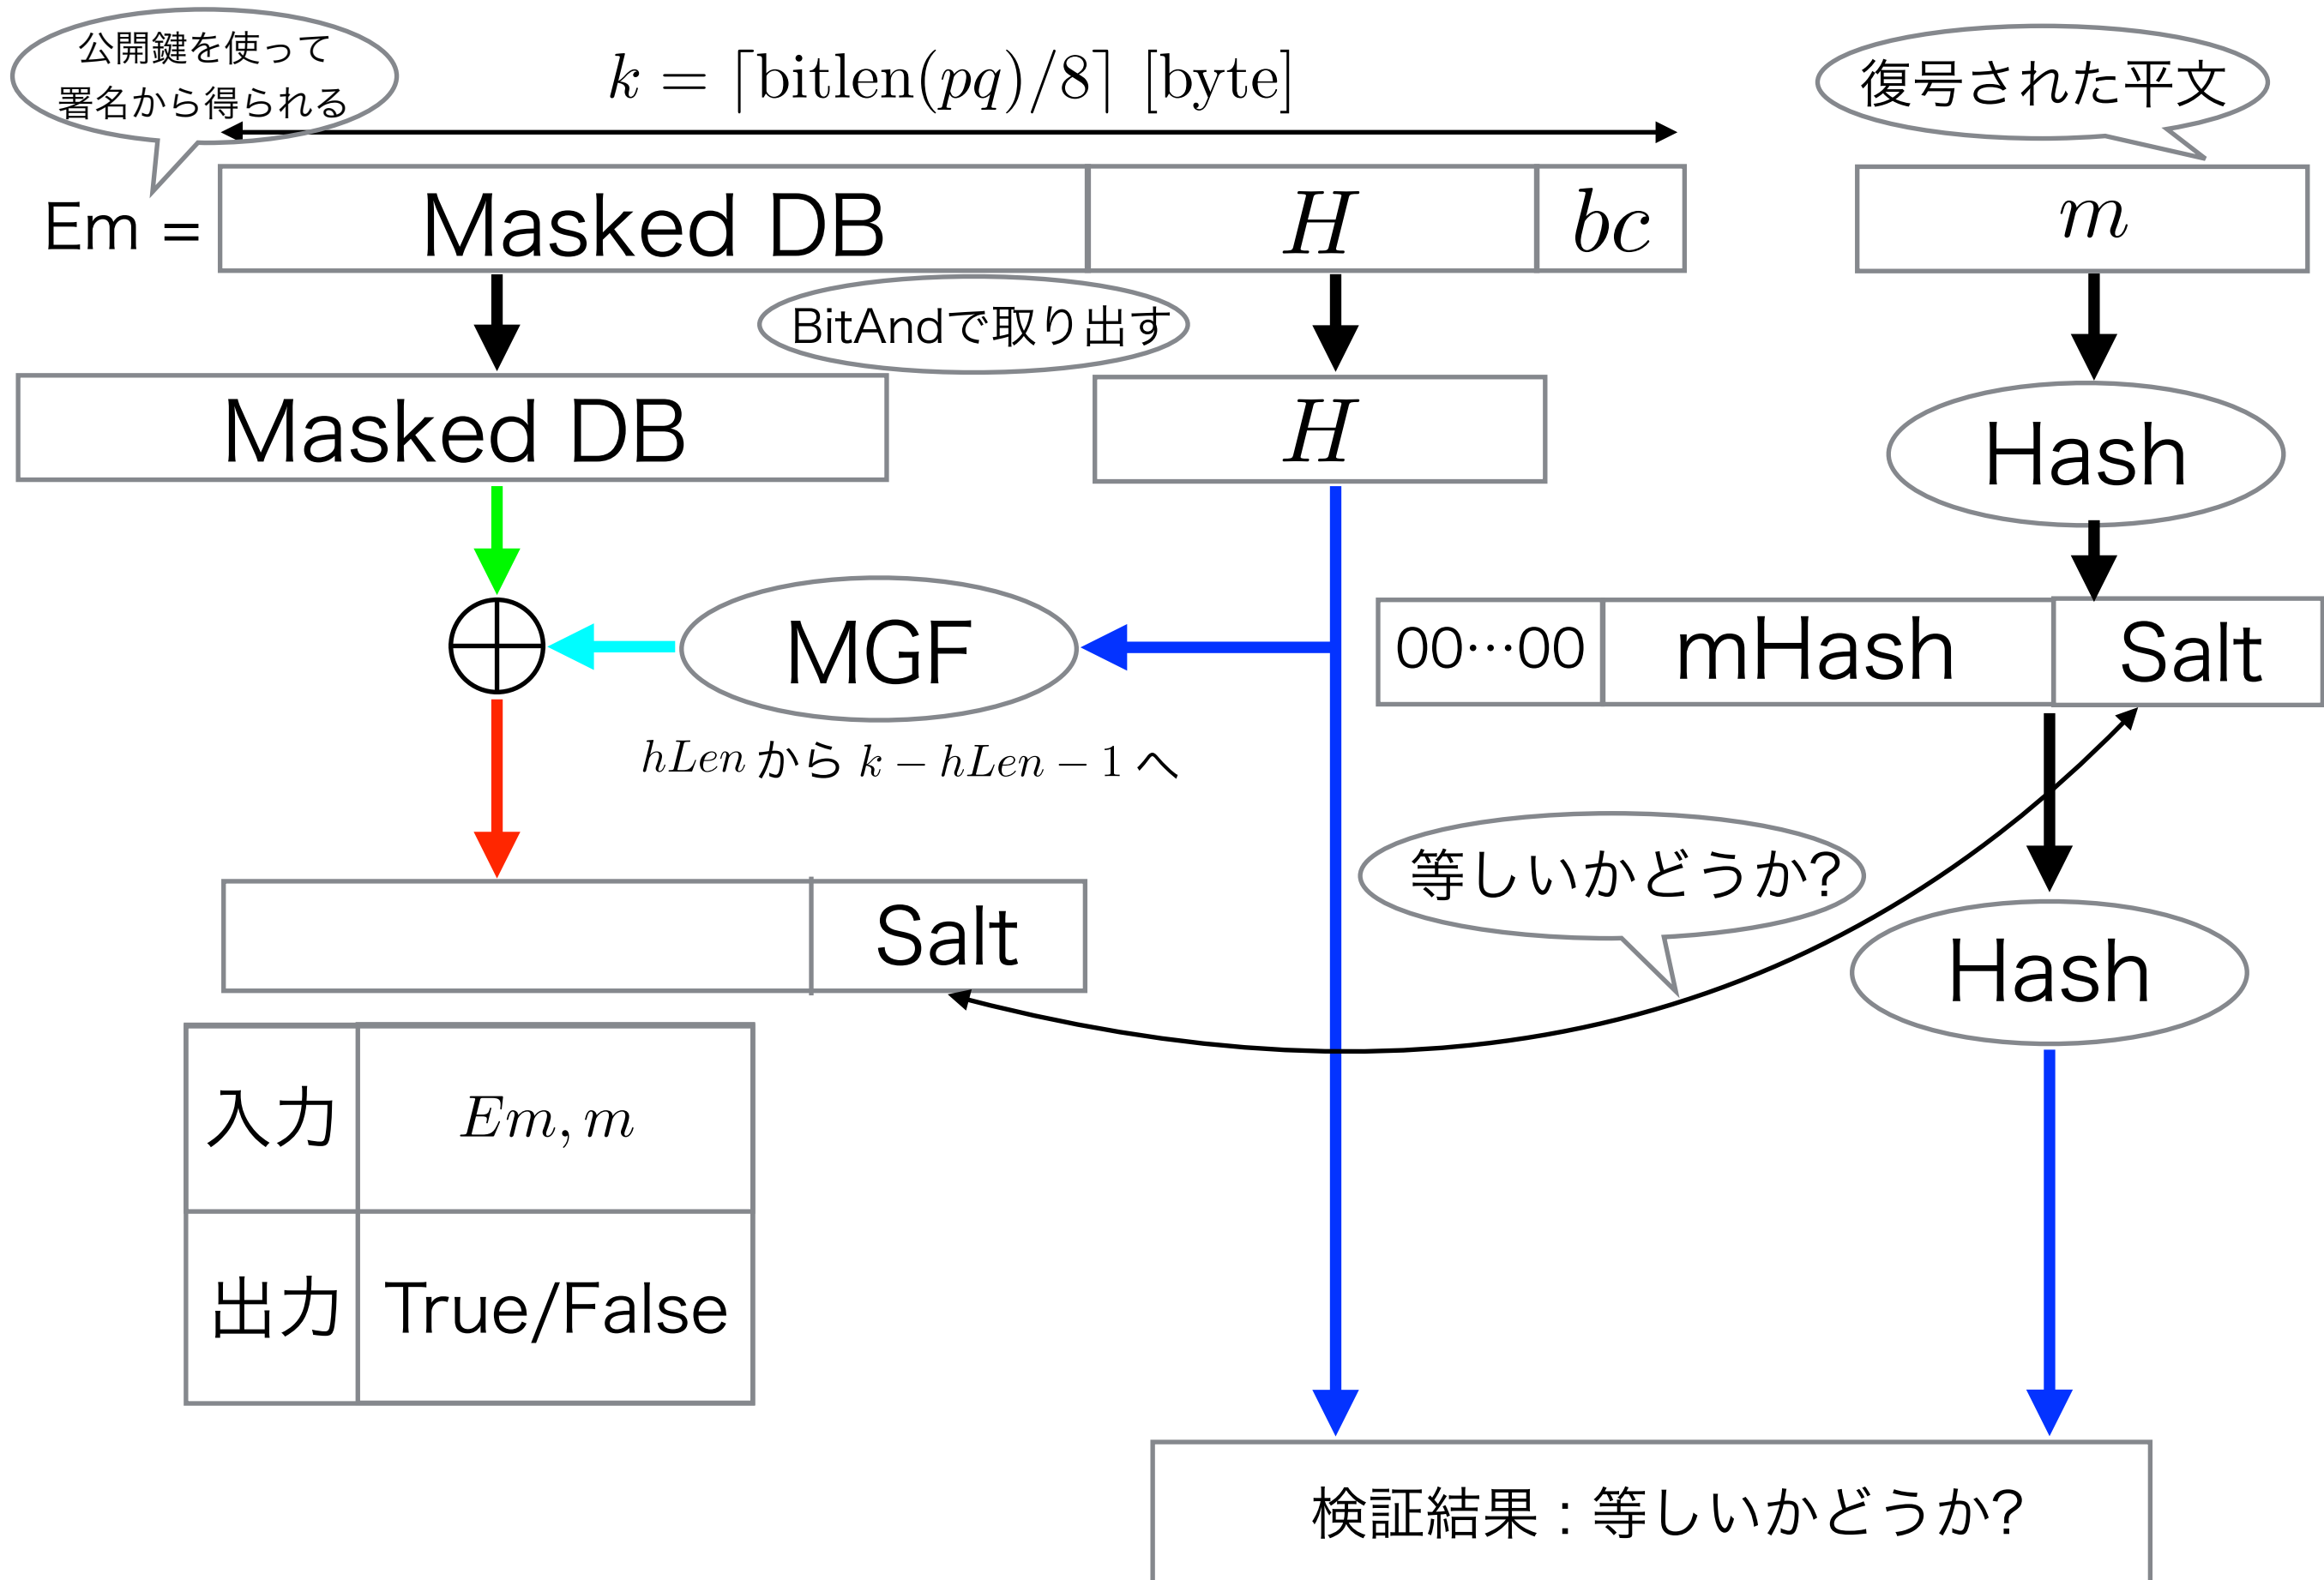 公開鍵を使って
署名から得られる
k = ⌈bitlen(qq)/8⌉ [byte]
復号された平文
Em =
Masked DB
H
bc
m
BitAndで取り出す
Masked DB
H
Hash
MGF
00…00
mHash
Salt
hLen から k − hLen − 1 へ
等しいかどうか?
Salt
Hash
入力
Em, m
出力
True/False
検証結果：等しいかどうか?